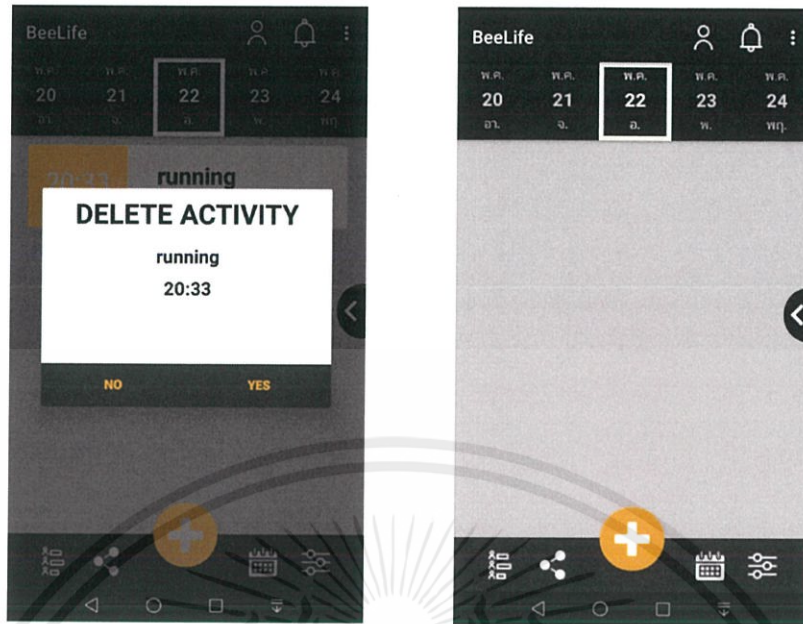 BeeLife
พ.ค. พ.ค. พ.ค. พ.ค. พ.ค.
20 21 22 23 24
อา. จ. อ. พ. พฤ.
20:33 running
DELETE ACTIVITY
running
20:33
NO YES
BeeLife
พ.ค. พ.ค. พ.ค. พ.ค. พ.ค.
20 21 22 23 24
อา. จ. อ. พ. พฤ.